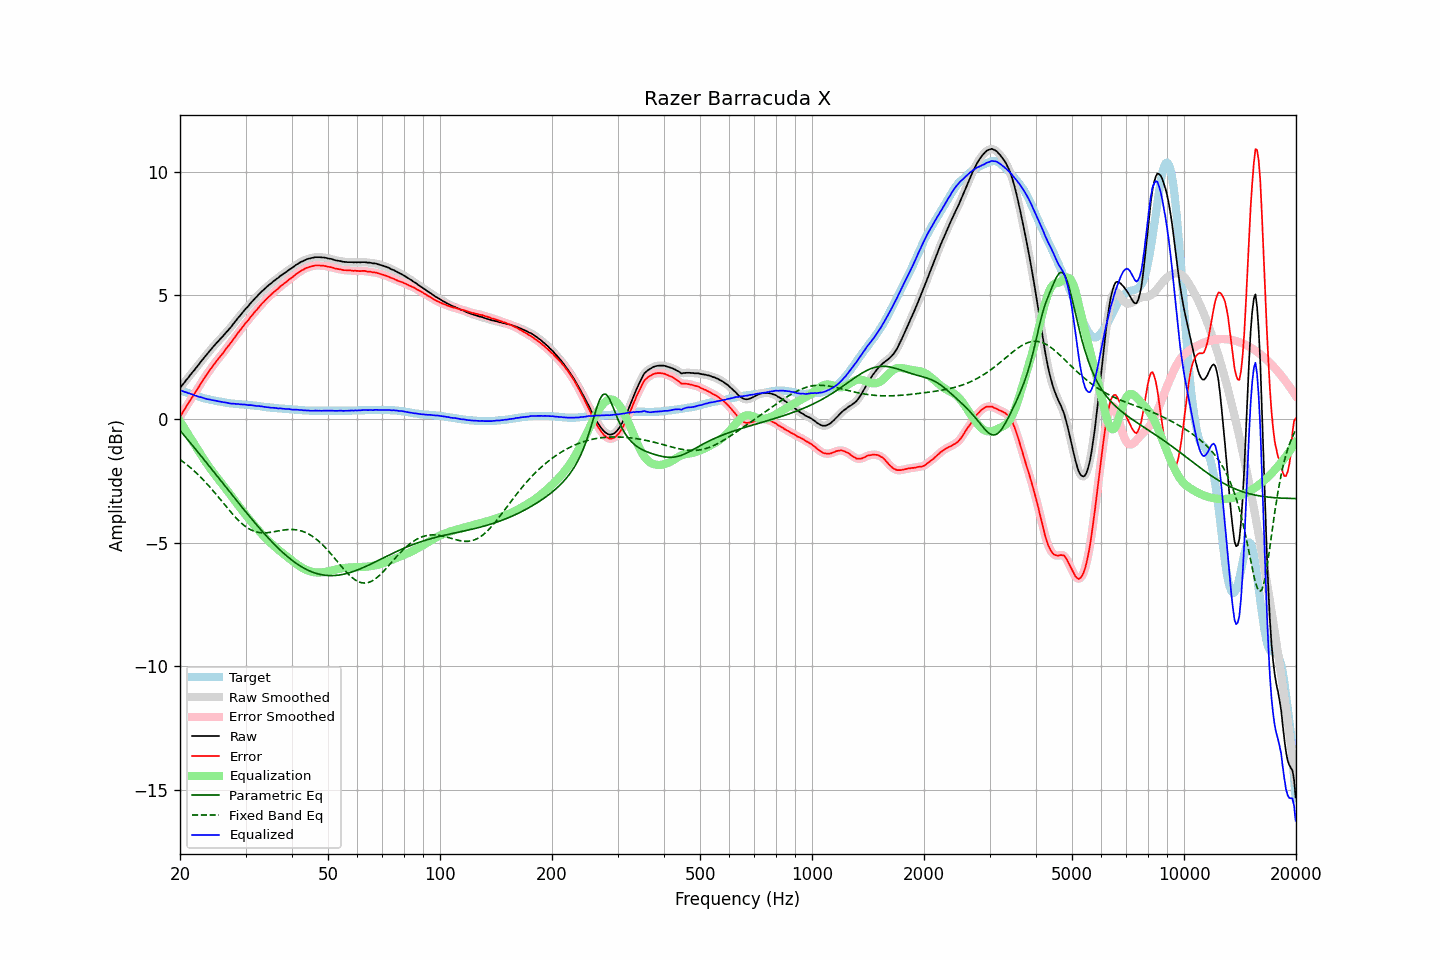 Razer Barracuda X
Amplitude (dBr)
10
5
0
−5
−10
−15
Target
Raw Smoothed
Error Smoothed
Raw
Error
Equalization
Parametric Eq
Fixed Band Eq
Equalized
20 50 100 200 500 1000 2000 5000 10000 20000
Frequency (Hz)